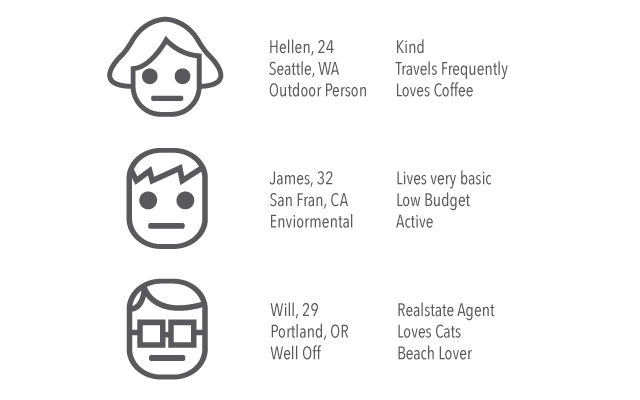 Hellen, 24
Seattle, WA
Outdoor Person
Kind
Travels Frequently
Loves Coffee
James, 32
San Fran, CA
Enviormental
Lives very basic
Low Budget
Active
Will, 29
Portland, OR
Well Off
Realstate Agent
Loves Cats
Beach Lover